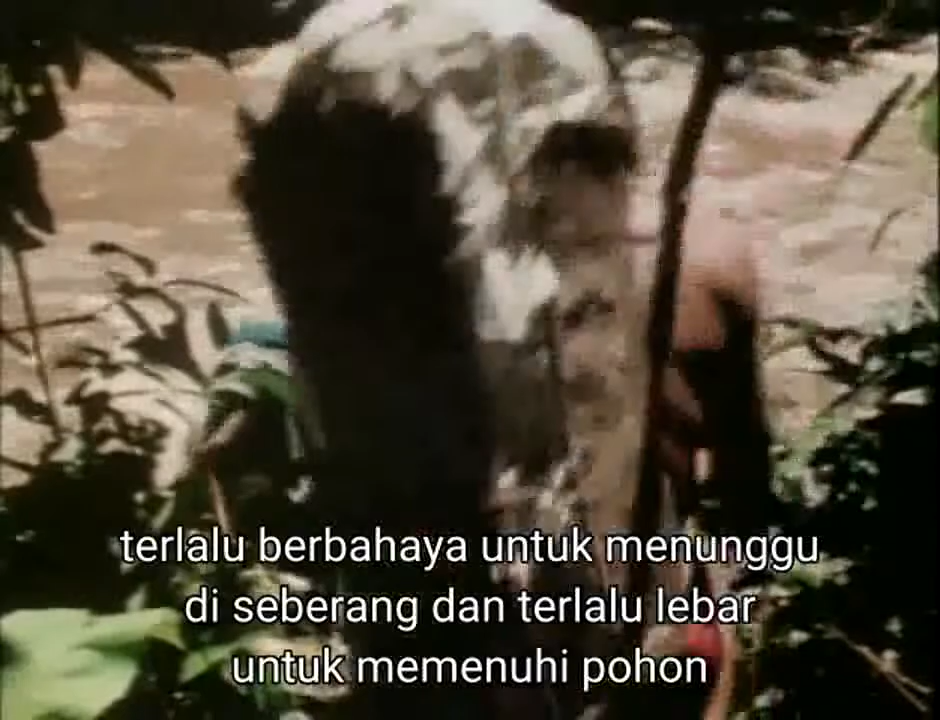 terlalu berbahaya untuk menunggu
di seberang dan terlalu lebar
untuk memenuhi pohon